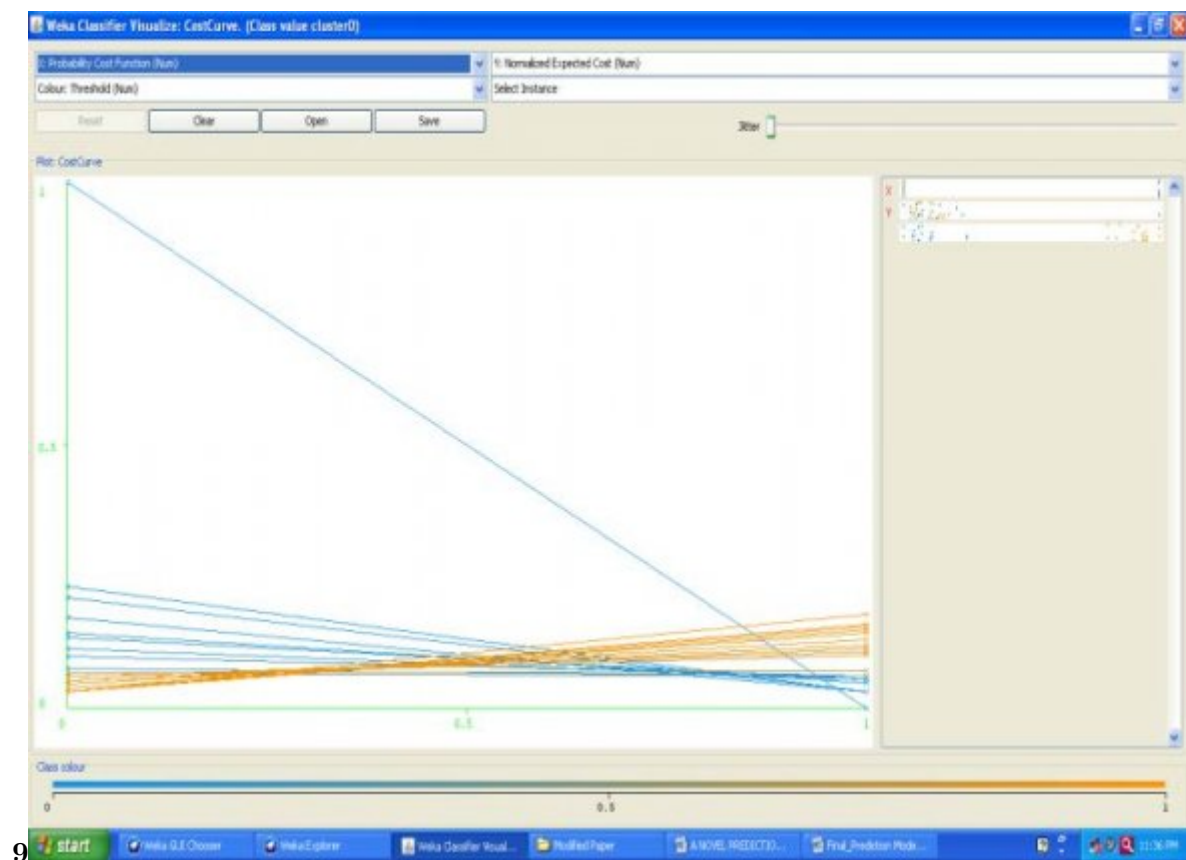 Weka Classifier Visualize: CostCurve. (Class value cluster0)
X: Probability Cost Function (Num)
Y: Normalized Expected Cost (Num)
Colour: Threshold (Num)
Select Instance
Reset
Clear
Open
Save
Jitter
Plot: CostCurve
1
0.5
0
0
0.5
1
X
Y
Class colour
0
0.5
1
9
start
Weka GUI Chooser
Weka Explorer
Weka Classifier Visual...
Modified Paper
A NOVEL PREDICTIO...
Final_Prediction Mode...
11:36 PM